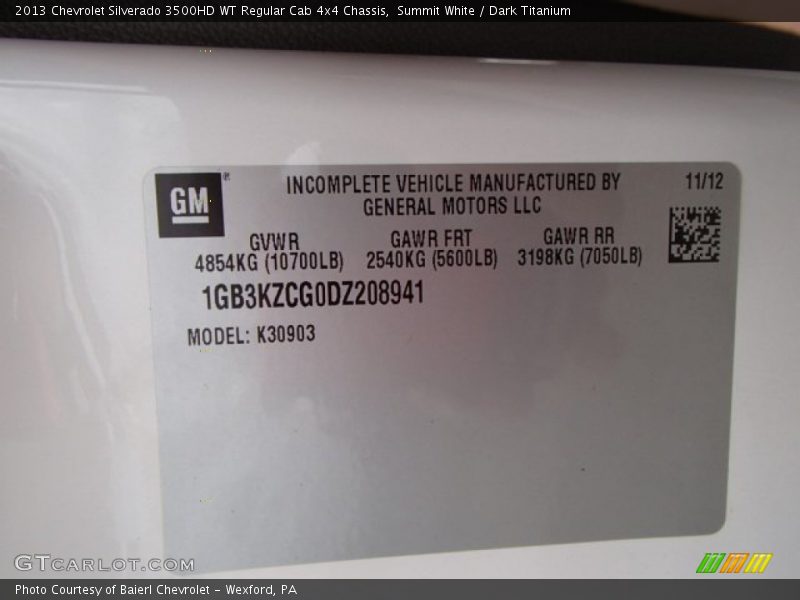 2013 Chevrolet Silverado 3500HD WT Regular Cab 4x4 Chassis, Summit White / Dark Titanium
GM®
INCOMPLETE VEHICLE MANUFACTURED BY
GENERAL MOTORS LLC
11/12
GVWR GAWR FRT GAWR RR
4854KG (10700LB) 2540KG (5600LB) 3198KG (7050LB)
1GB3KZCG0DZ208941
MODEL: K30903
GTCARLOT.COM
Photo Courtesy of Baierl Chevrolet - Wexford, PA